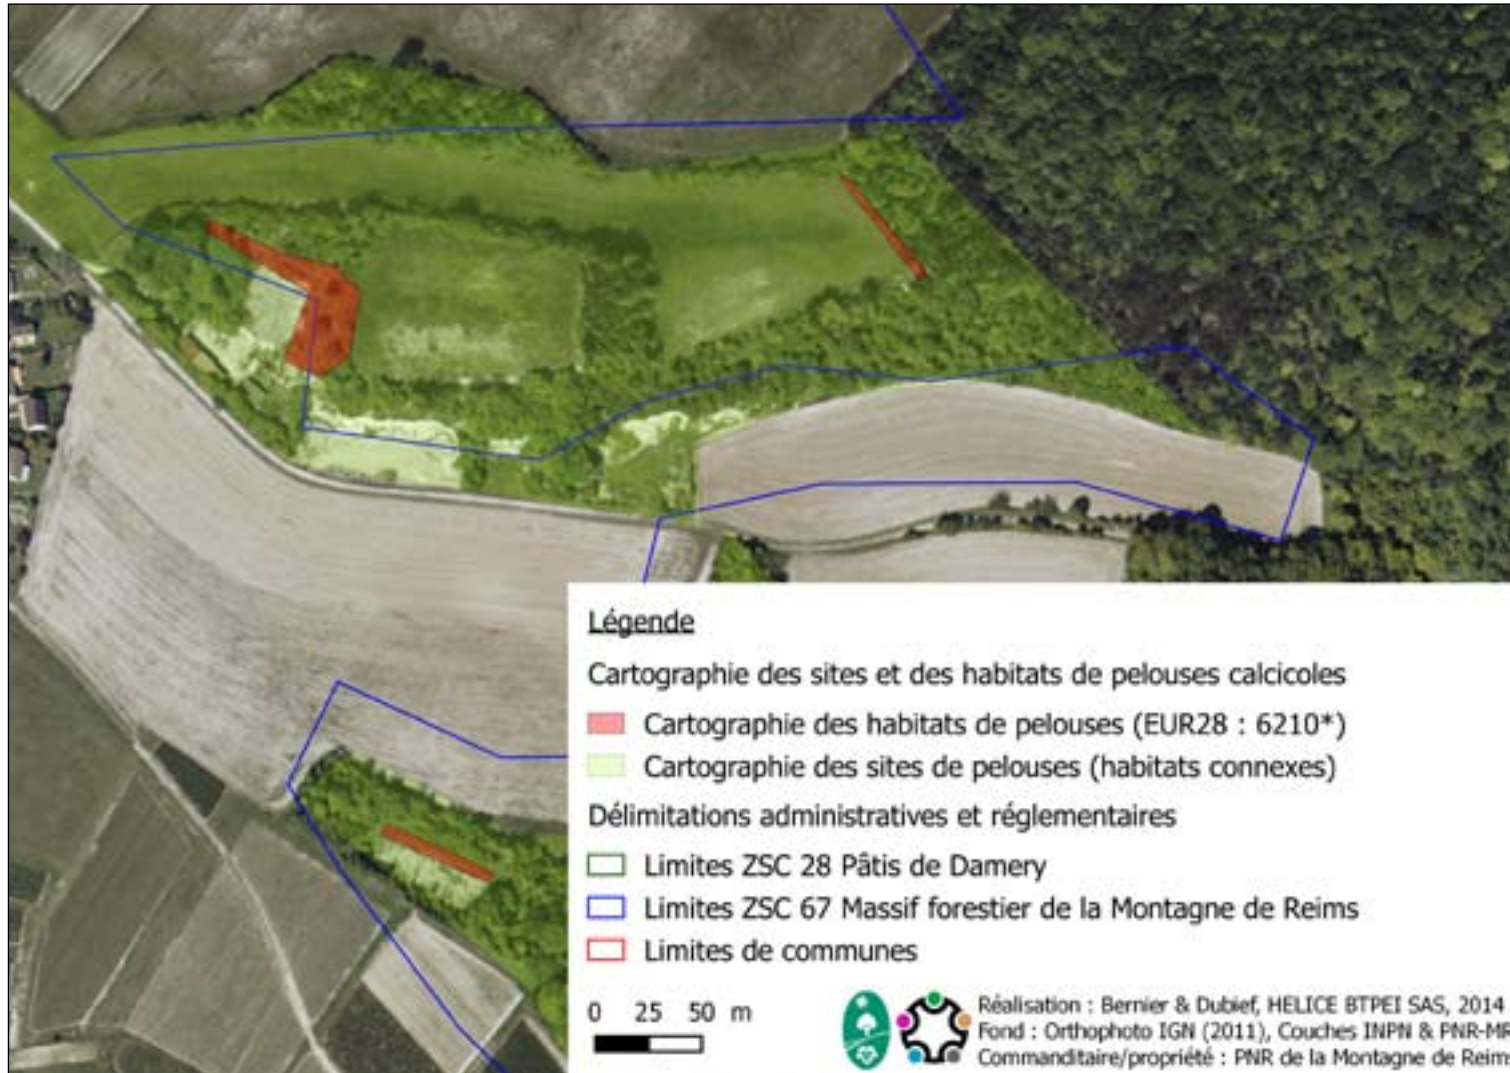 Légende
Cartographie des sites et des habitats de pelouses calcicoles
Cartographie des habitats de pelouses (EUR28 : 6210*)
Cartographie des sites de pelouses (habitats connexes)
Délimitations administratives et réglementaires
Limites ZSC 28 Pâtis de Damery
Limites ZSC 67 Massif forestier de la Montagne de Reims
Limites de communes
0 25 50 m
Réalisation : Bernier & Dubief, HELICE BTPEI SAS, 2014
Fond : Orthophoto IGN (2011), Couches INPN & PNR-MR
Commanditaire/propriété : PNR de la Montagne de Reims